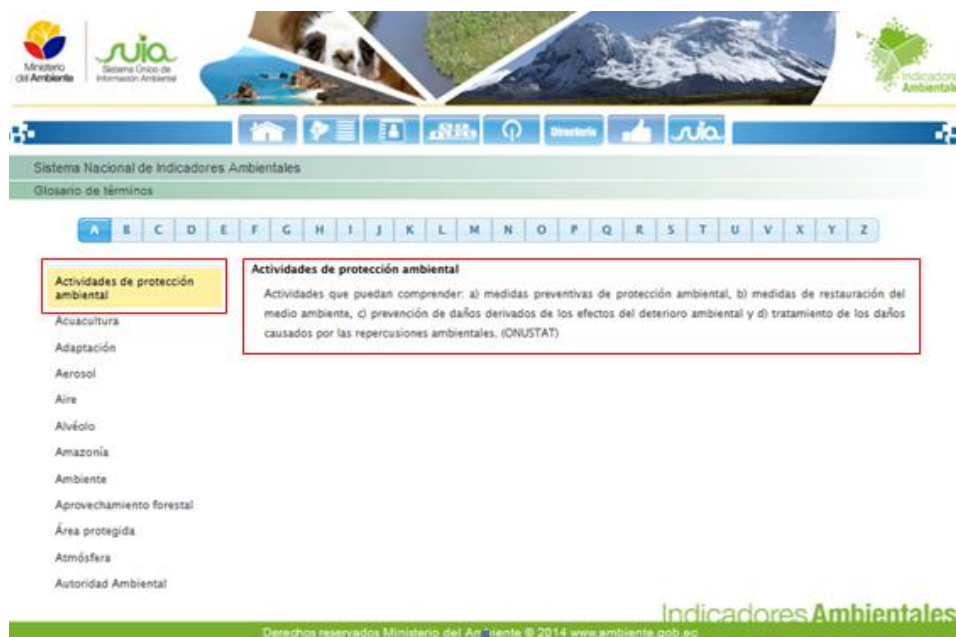 Ministerio
del Ambiente
suia
Sistema Único de
Información Ambiental
Indicadores
Ambientales
Directorio
suia
Sistema Nacional de Indicadores Ambientales
Glosario de términos
A B C D E F G H I J K L M N O P Q R S T U V X Y Z
Actividades de protección
ambiental
Acuacultura
Adaptación
Aerosol
Aire
Alvéolo
Amazonía
Ambiente
Aprovechamiento forestal
Área protegida
Atmósfera
Autoridad Ambiental
Actividades de protección ambiental
Actividades que puedan comprender: a) medidas preventivas de protección ambiental, b) medidas de restauración del
medio ambiente, c) prevención de daños derivados de los efectos del deterioro ambiental y d) tratamiento de los daños
causados por las repercusiones ambientales. (ONUSTAT)
Indicadores Ambientales
Derechos reservados Ministerio del Ambiente © 2014 www.ambiente.gob.ec